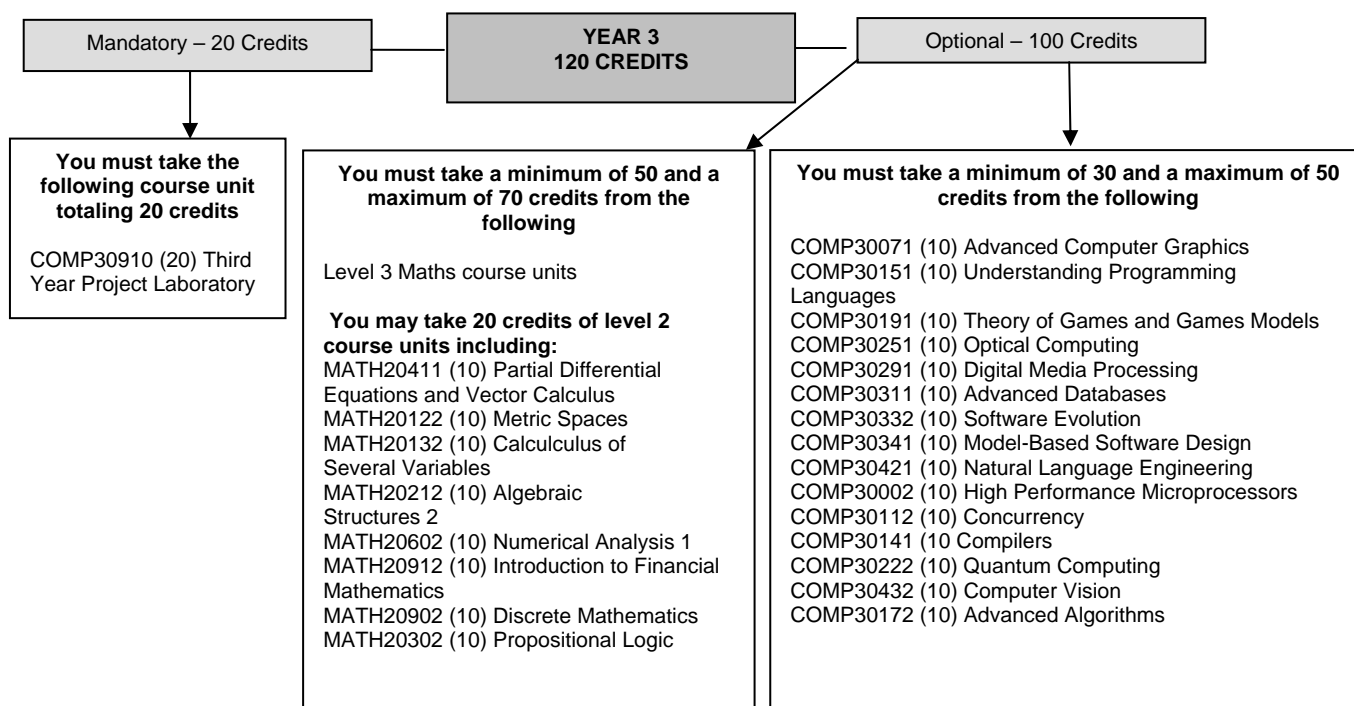 Mandatory – 20 Credits
YEAR 3
120 CREDITS
Optional – 100 Credits
You must take the
following course unit
totaling 20 credits
COMP30910 (20) Third
Year Project Laboratory
You must take a minimum of 50 and a
maximum of 70 credits from the
following
Level 3 Maths course units
You may take 20 credits of level 2
course units including:
MATH20411 (10) Partial Differential
Equations and Vector Calculus
MATH20122 (10) Metric Spaces
MATH20132 (10) Calculculus of
Several Variables
MATH20212 (10) Algebraic
Structures 2
MATH20602 (10) Numerical Analysis 1
MATH20912 (10) Introduction to Financial
Mathematics
MATH20902 (10) Discrete Mathematics
MATH20302 (10) Propositional Logic
You must take a minimum of 30 and a maximum of 50
credits from the following
COMP30071 (10) Advanced Computer Graphics
COMP30151 (10) Understanding Programming
Languages
COMP30191 (10) Theory of Games and Games Models
COMP30251 (10) Optical Computing
COMP30291 (10) Digital Media Processing
COMP30311 (10) Advanced Databases
COMP30332 (10) Software Evolution
COMP30341 (10) Model-Based Software Design
COMP30421 (10) Natural Language Engineering
COMP30002 (10) High Performance Microprocessors
COMP30112 (10) Concurrency
COMP30141 (10 Compilers
COMP30222 (10) Quantum Computing
COMP30432 (10) Computer Vision
COMP30172 (10) Advanced Algorithms